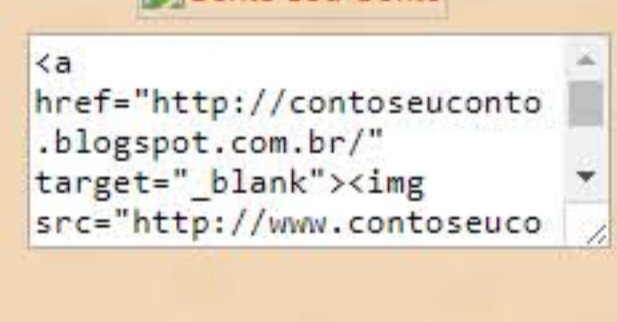 <a
href="http://contoseuconto
.blogspot.com.br/"
target="_blank"><img
src="http://www.contoseuco